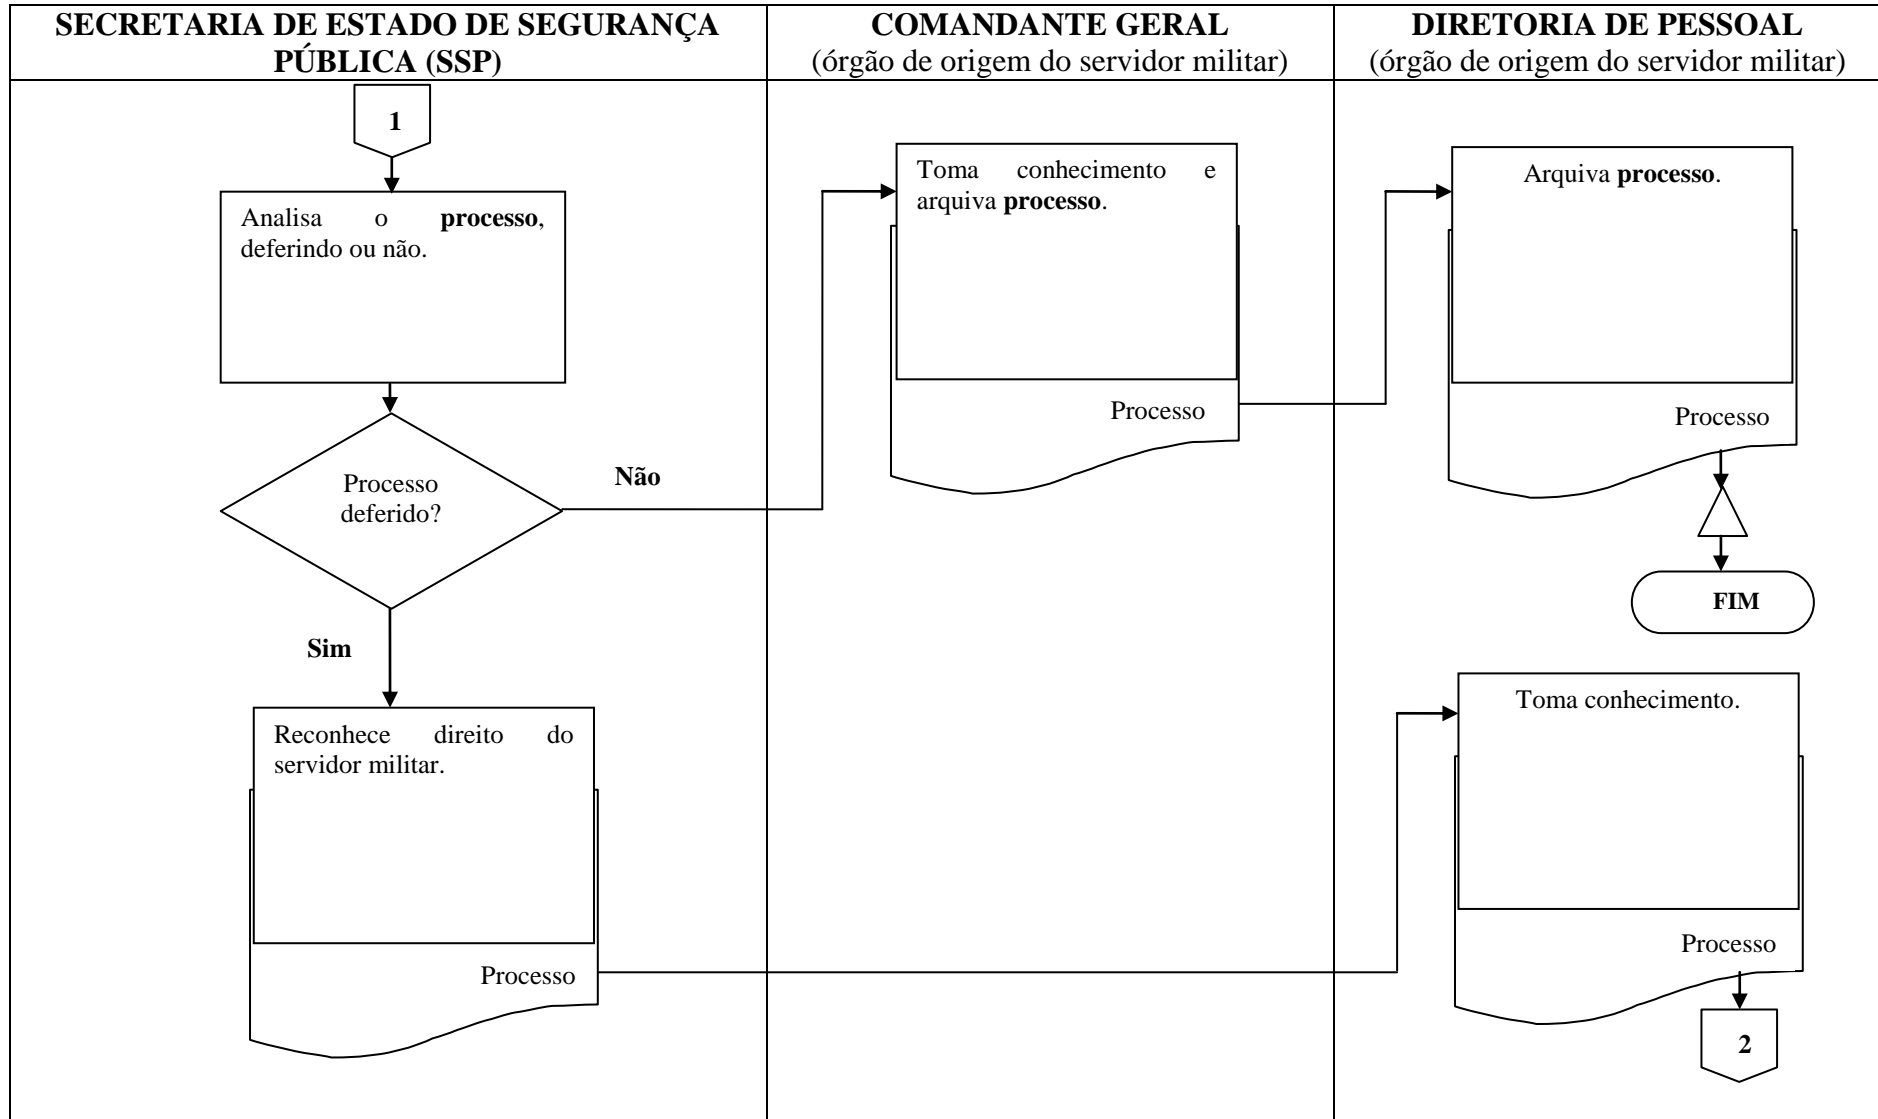 SECRETARIA DE ESTADO DE SEGURANÇA
PÚBLICA (SSP)
COMANDANTE GERAL
(órgão de origem do servidor militar)
DIRETORIA DE PESSOAL
(órgão de origem do servidor militar)
1
Analisa o processo,
deferindo ou não.
Processo
deferido?
Não
Sim
Reconhece direito do
servidor militar.
Processo
Toma conhecimento e
arquiva processo.
Processo
Arquiva processo.
Processo
FIM
Toma conhecimento.
Processo
2